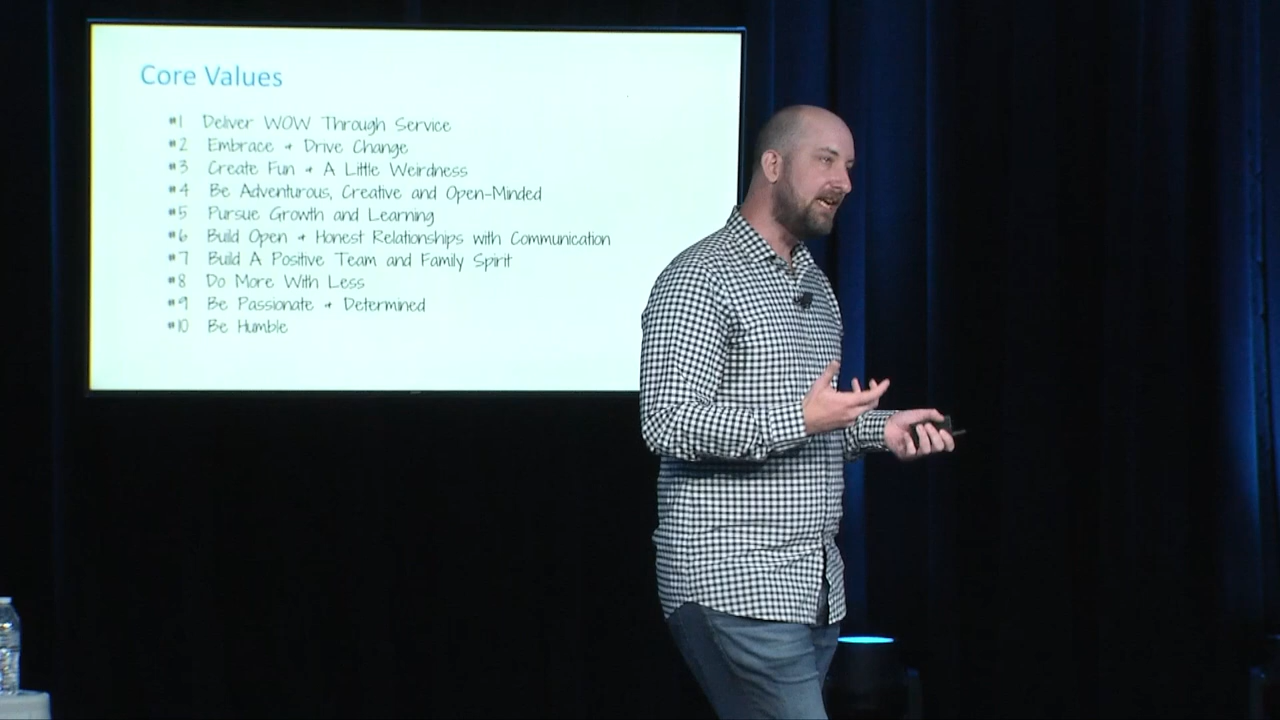 Core Values
#1 Deliver WOW Through Service
#2 Embrace + Drive Change
#3 Create Fun + A Little Weirdness
#4 Be Adventurous, Creative and Open-Minded
#5 Pursue Growth and Learning
#6 Build Open + Honest Relationships with Communication
#7 Build A Positive Team and Family Spirit
#8 Do More With Less
#9 Be Passionate + Determined
#10 Be Humble